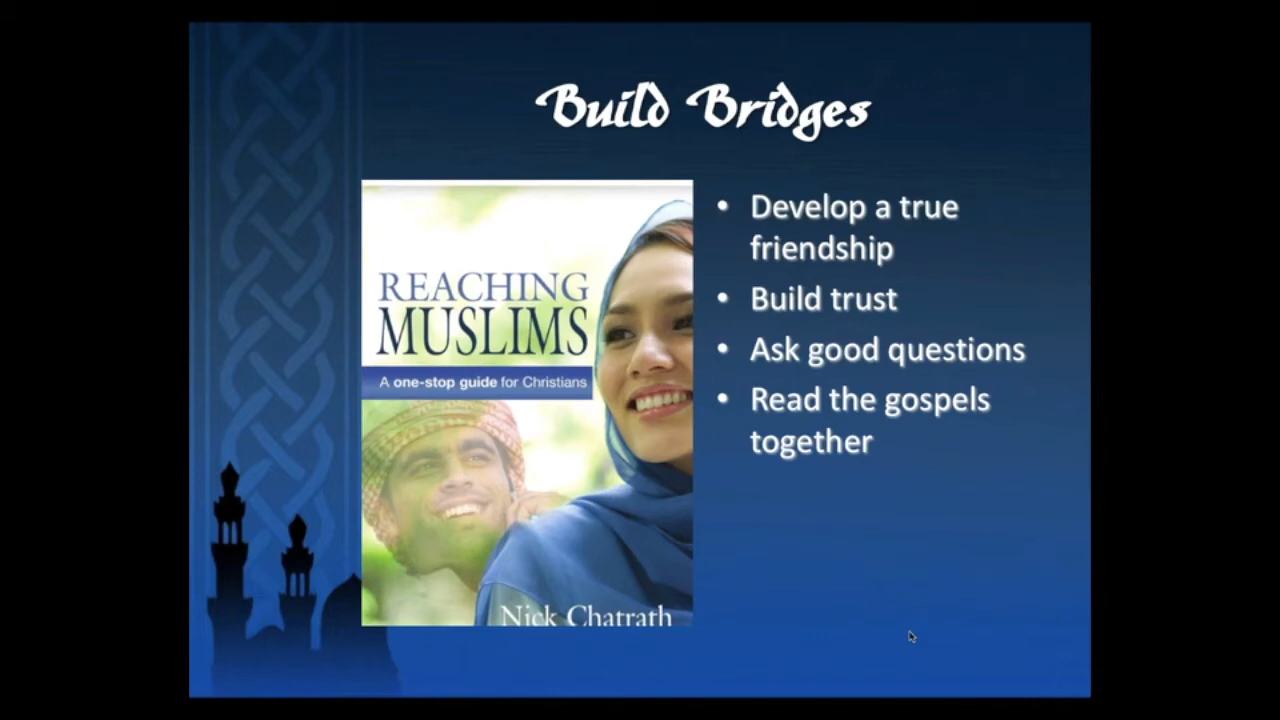 Build Bridges
REACHING
MUSLIMS
A one-stop guide for Christians
Nick Chatrath
• Develop a true
friendship
• Build trust
• Ask good questions
• Read the gospels
together